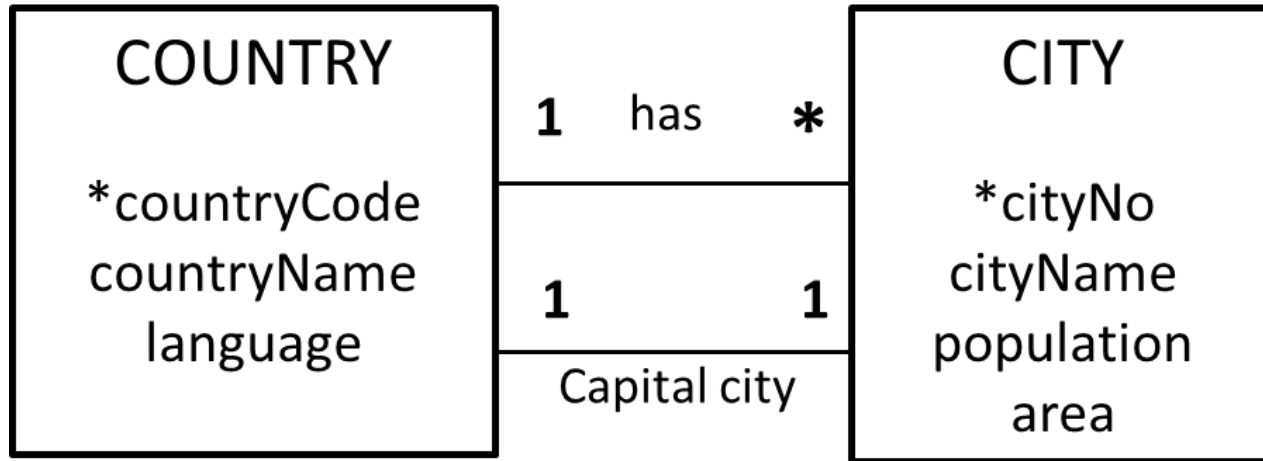 COUNTRY
*countryCode
countryName
language
1 has *
1 1
Capital city
CITY
*cityNo
cityName
population
area